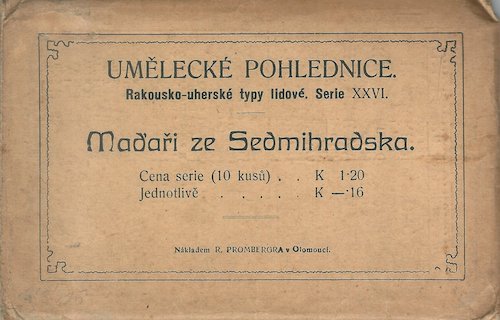 UMĚLECKÉ POHLEDNICE.
Rakousko-uherské typy lidové. Serie XXVI.
Maďaři ze Sedmihradska.
Cena serie (10 kusů) . . K 1·20
Jednotlivě . . . . . K —·16
Nákladem R. PROMBERGRA v Olomouci.